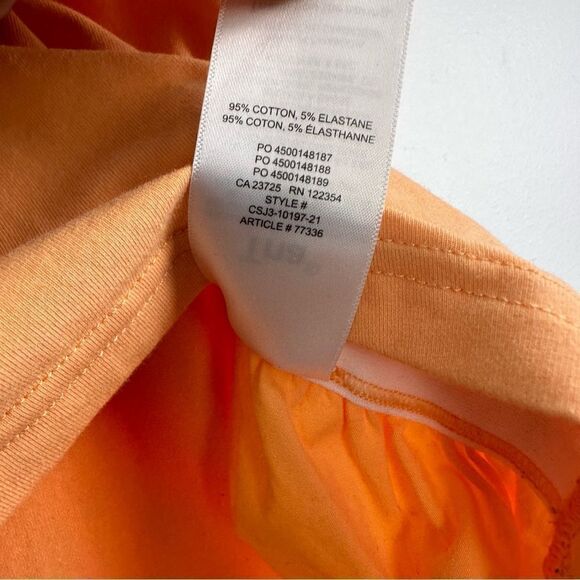 95% COTTON, 5% ELASTANE
95% COTON, 5% ÉLASTHANNE
PO 4500148187
PO 4500148188
PO 4500148189
CA 23725 RN 122354
STYLE #
CSJ3-10197-21
ARTICLE # 77336